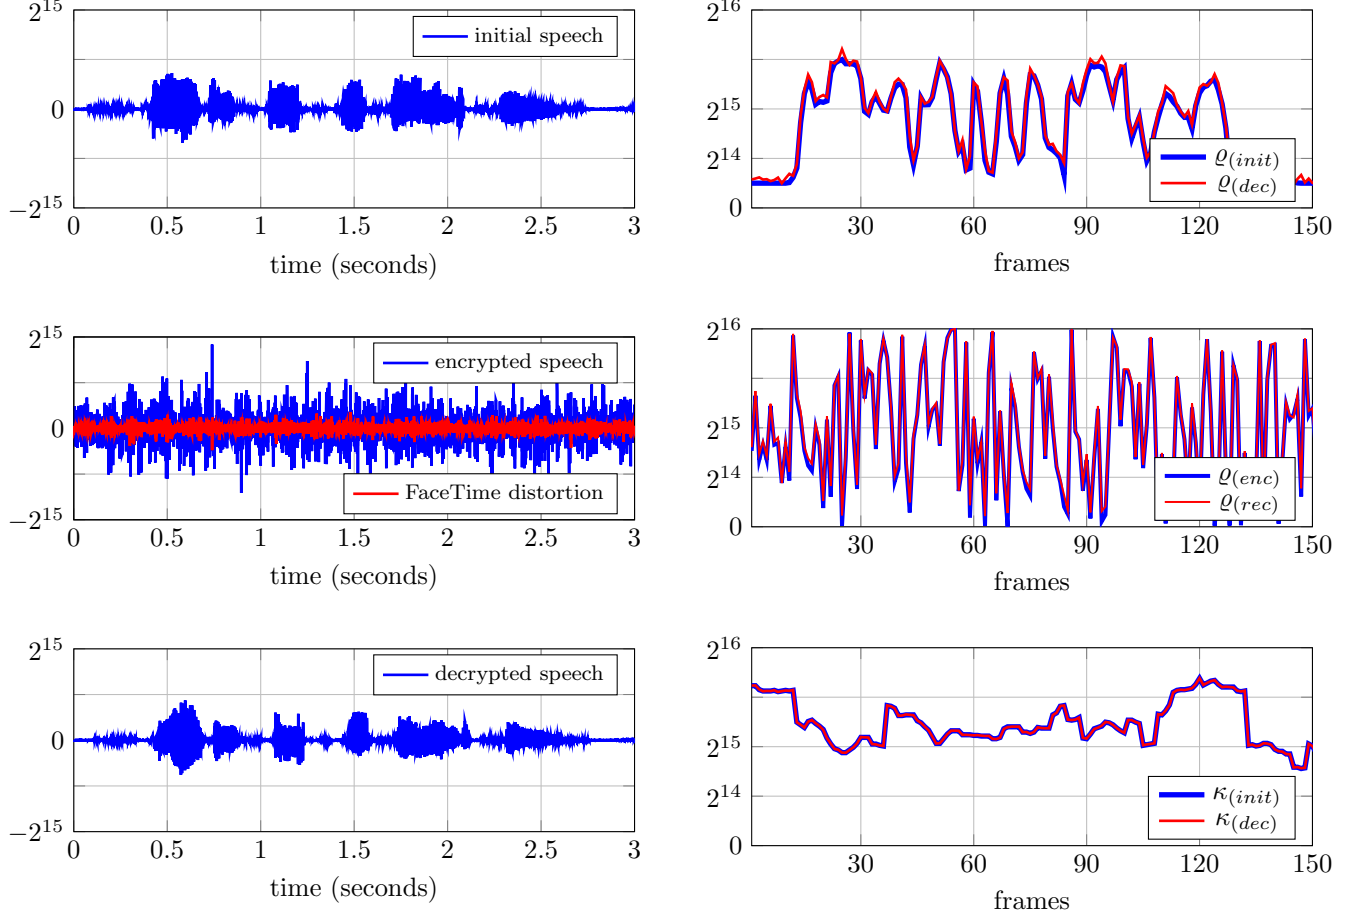 2^15
0
−2^15
0 0.5 1 1.5 2 2.5 3
time (seconds)
initial speech
2^16
2^15
2^14
0
30 60 90 120 150
frames
ϱ(init)
ϱ(dec)
2^15
0
−2^15
0 0.5 1 1.5 2 2.5 3
time (seconds)
encrypted speech
FaceTime distortion
2^16
2^15
2^14
0
30 60 90 120 150
frames
ϱ(enc)
ϱ(rec)
2^15
0
−2^15
0 0.5 1 1.5 2 2.5 3
time (seconds)
decrypted speech
2^16
2^15
2^14
0
30 60 90 120 150
frames
κ(init)
κ(dec)